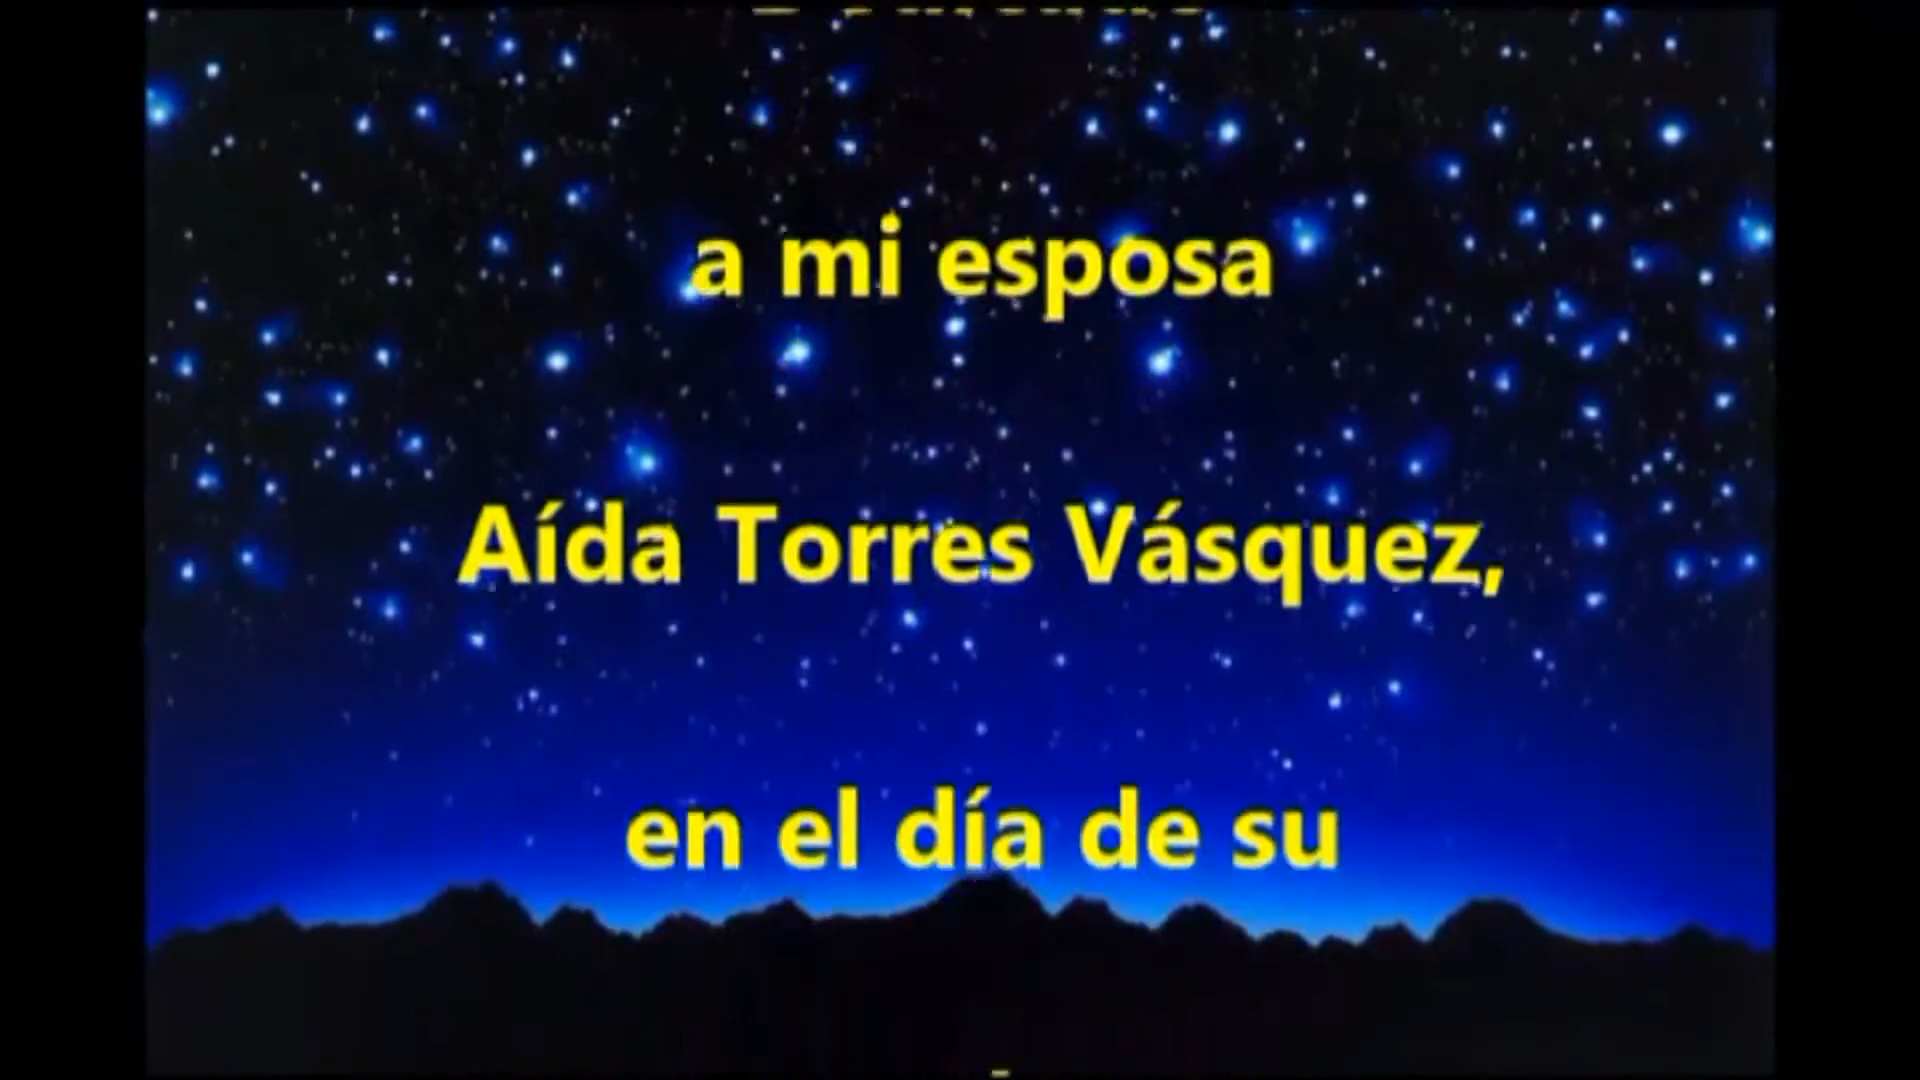 a mi esposa
Aída Torres Vásquez,
en el día de su